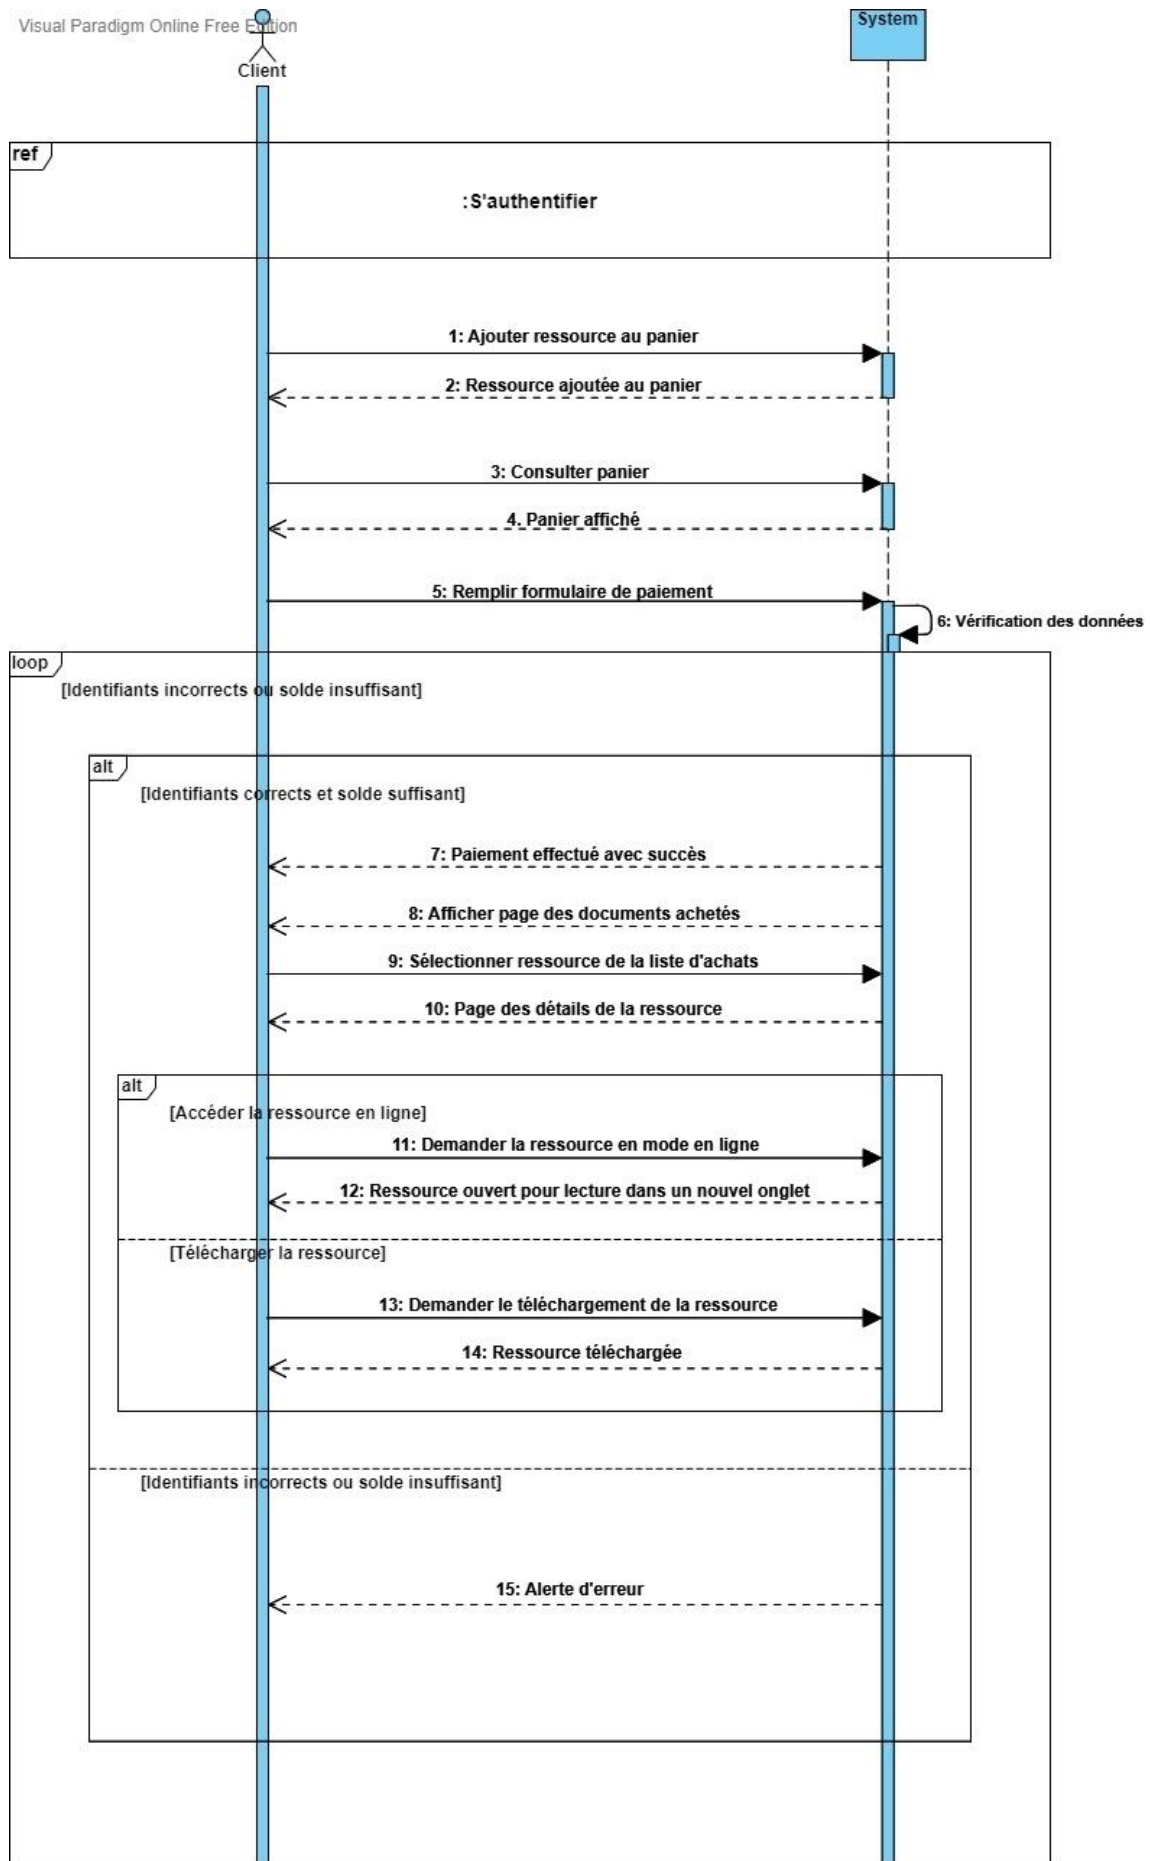 Visual Paradigm Online Free Edition
System
Client
ref
:S'authentifier
1: Ajouter ressource au panier
2: Ressource ajoutée au panier
3: Consulter panier
4. Panier affiché
5: Remplir formulaire de paiement
6: Vérification des données
loop
[Identifiants incorrects ou solde insuffisant]
alt
[Identifiants corrects et solde suffisant]
7: Paiement effectué avec succès
8: Afficher page des documents achetés
9: Sélectionner ressource de la liste d'achats
10: Page des détails de la ressource
alt
[Accéder la ressource en ligne]
11: Demander la ressource en mode en ligne
12: Ressource ouvert pour lecture dans un nouvel onglet
[Télécharger la ressource]
13: Demander le téléchargement de la ressource
14: Ressource téléchargée
[Identifiants incorrects ou solde insuffisant]
15: Alerte d'erreur